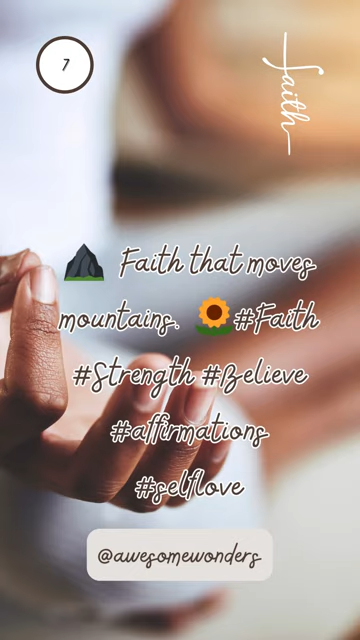 7
faith
⛰️ Faith that moves
mountains. 🌻#Faith
#Strength #Believe
#affirmations
#selflove
@awesomewonders